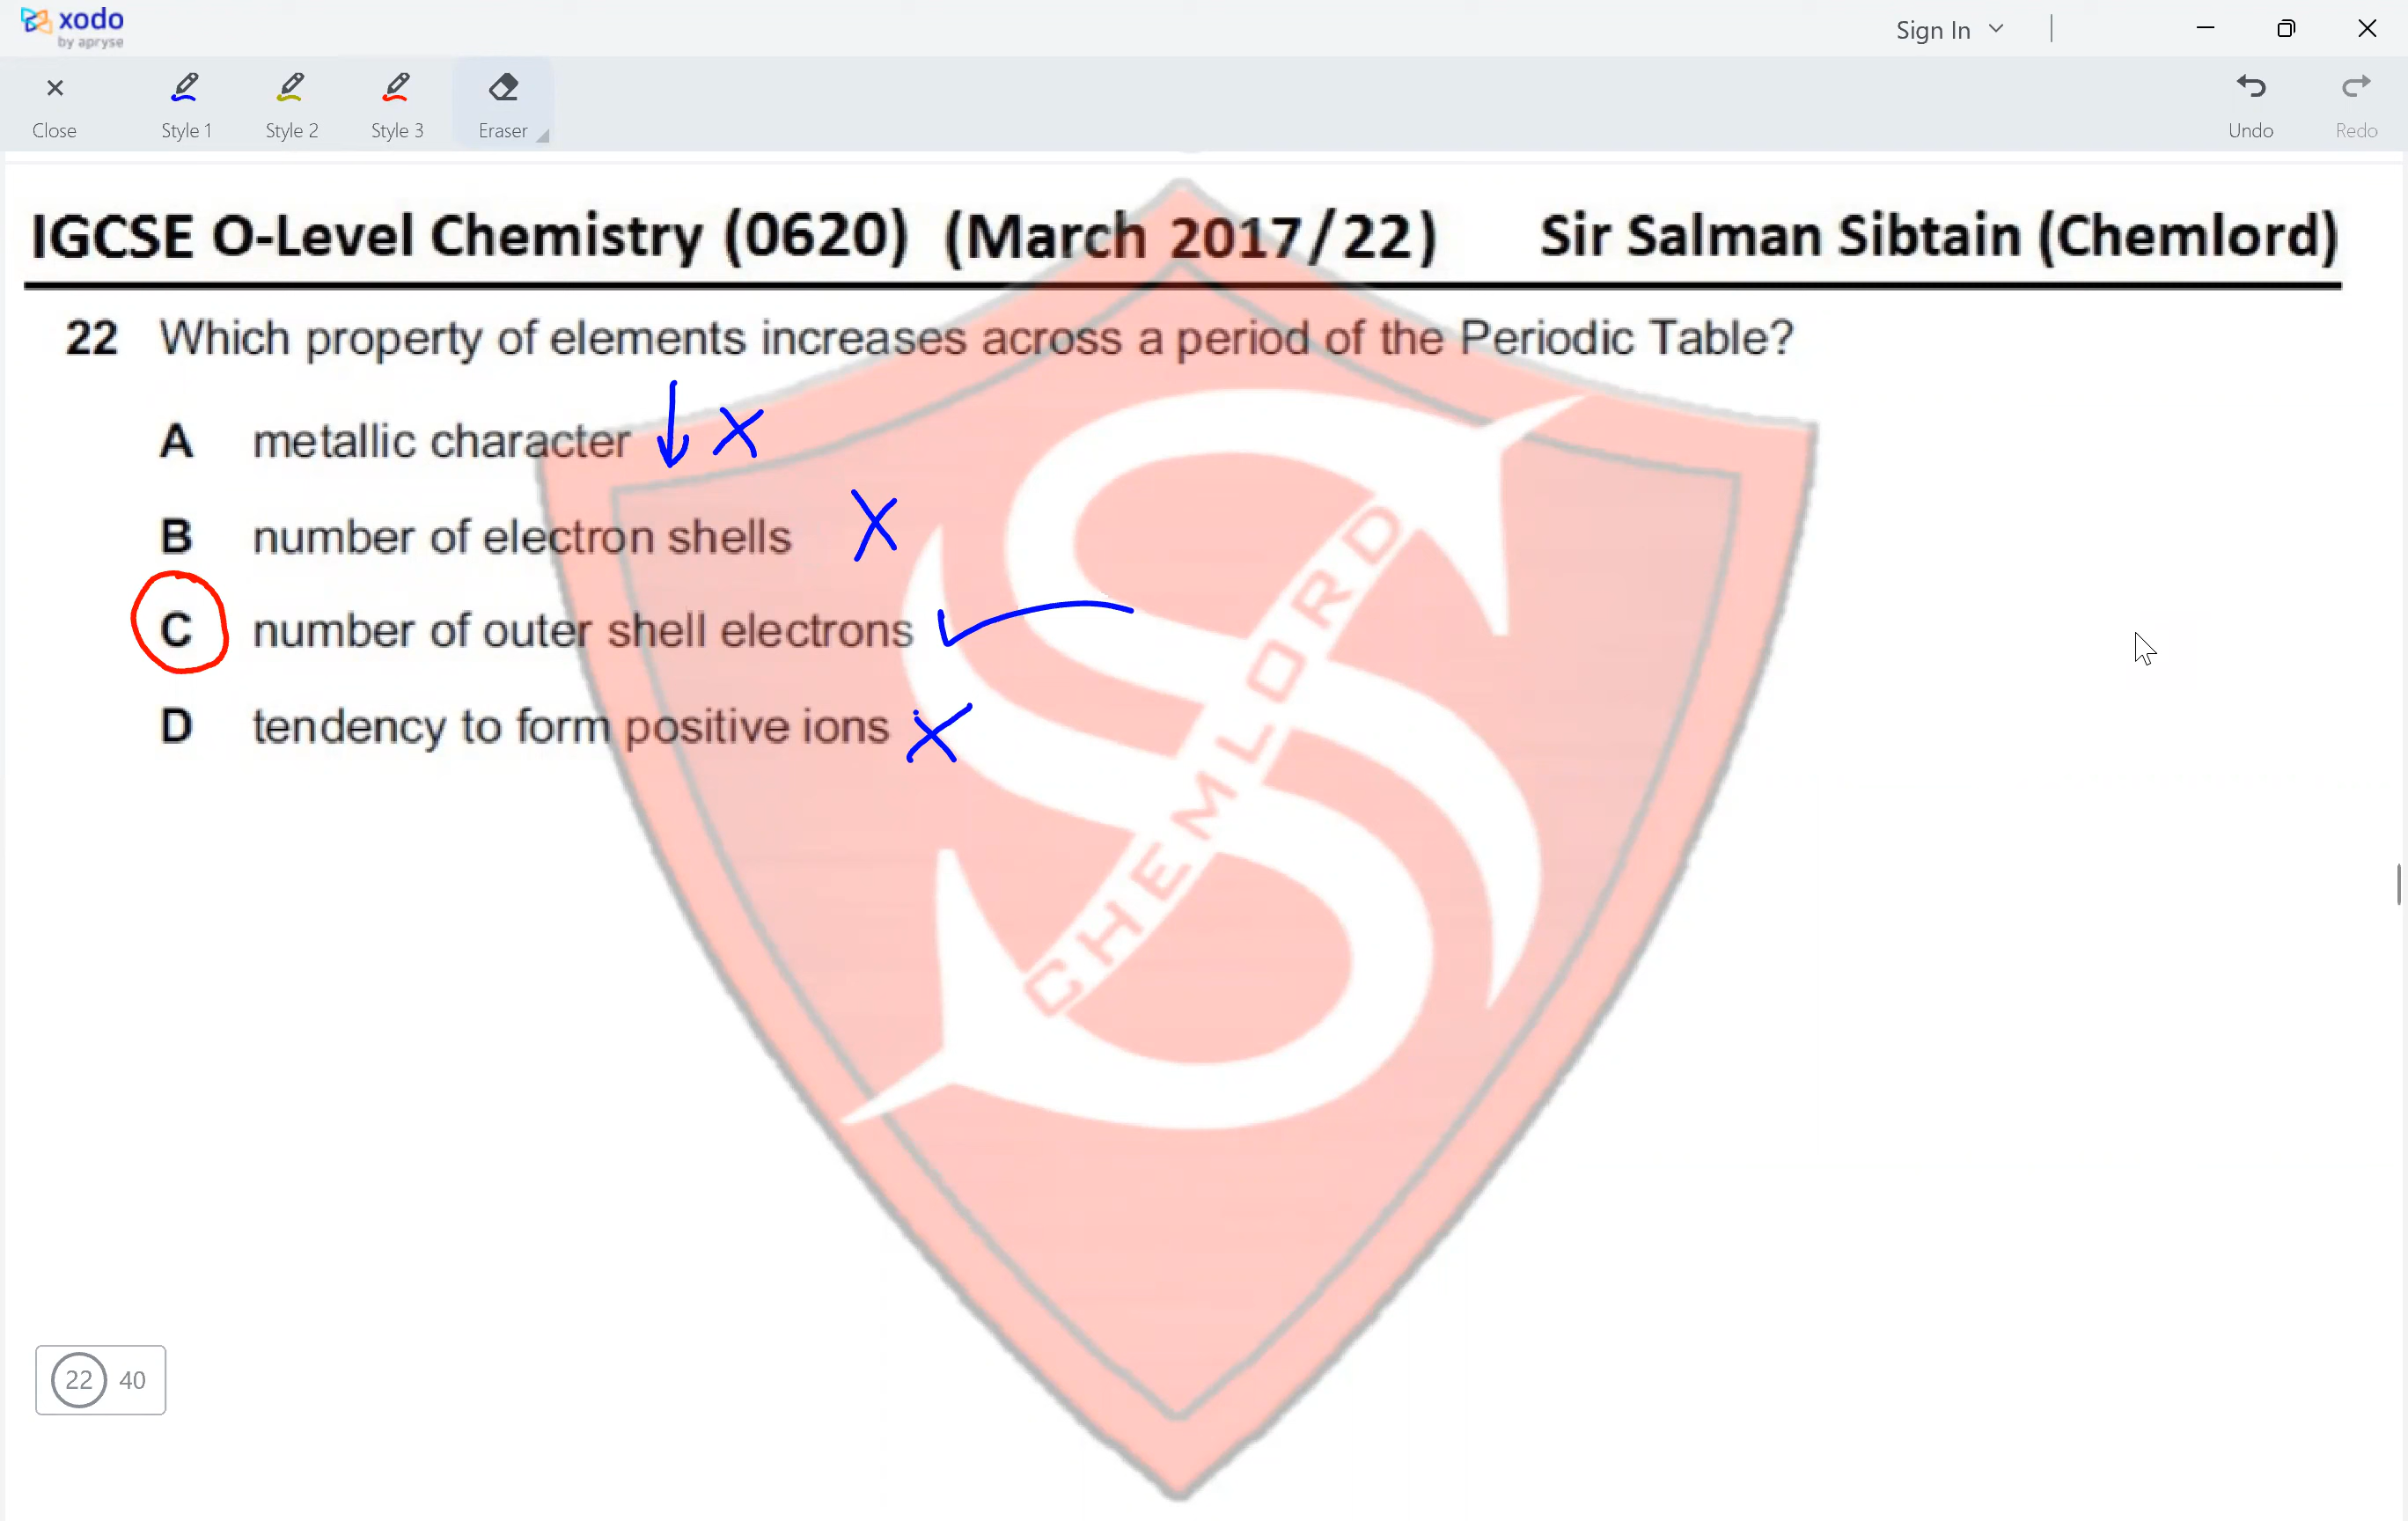 xodo
by apryse
Sign In
Close
Style 1
Style 2
Style 3
Eraser
Undo
Redo
IGCSE O-Level Chemistry (0620) (March 2017/22) Sir Salman Sibtain (Chemlord)
22 Which property of elements increases across a period of the Periodic Table?
A metallic character ↓ X
B number of electron shells X
C number of outer shell electrons ✓
D tendency to form positive ions X
CHEMLORD
22 40